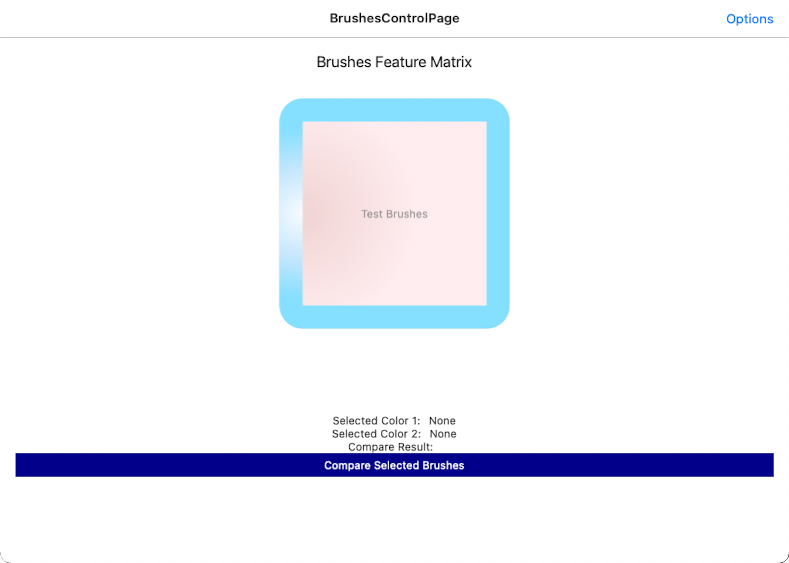 BrushesControlPage
Options
Brushes Feature Matrix
Test Brushes
Selected Color 1: None
Selected Color 2: None
Compare Result:
Compare Selected Brushes